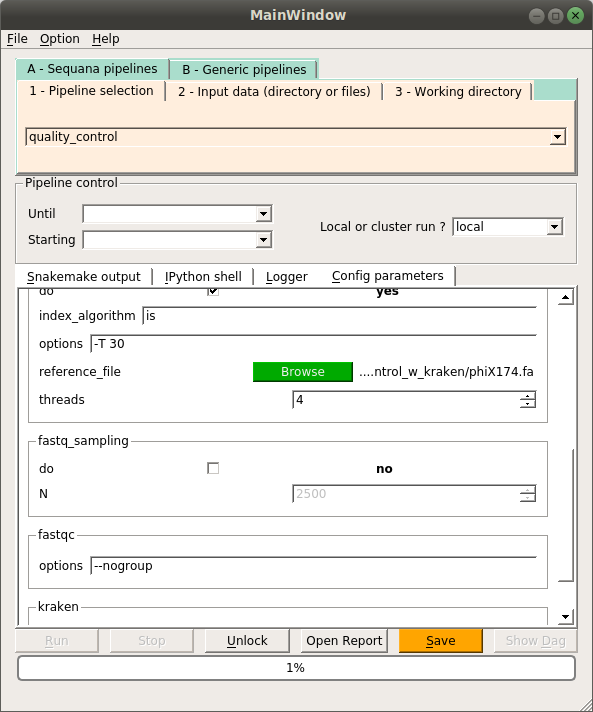 MainWindow
File Option Help
A - Sequana pipelines B - Generic pipelines
1 - Pipeline selection 2 - Input data (directory or files) 3 - Working directory
quality_control
Pipeline control
Until
Local or cluster run ? local
Starting
Snakemake output IPython shell Logger Config parameters
do yes
index_algorithm is
options -T 30
reference_file Browse ....ntrol_w_kraken/phiX174.fa
threads 4
fastq_sampling
do no
N 2500
fastqc
options --nogroup
kraken
Run Stop Unlock Open Report Save Show Dag
1%